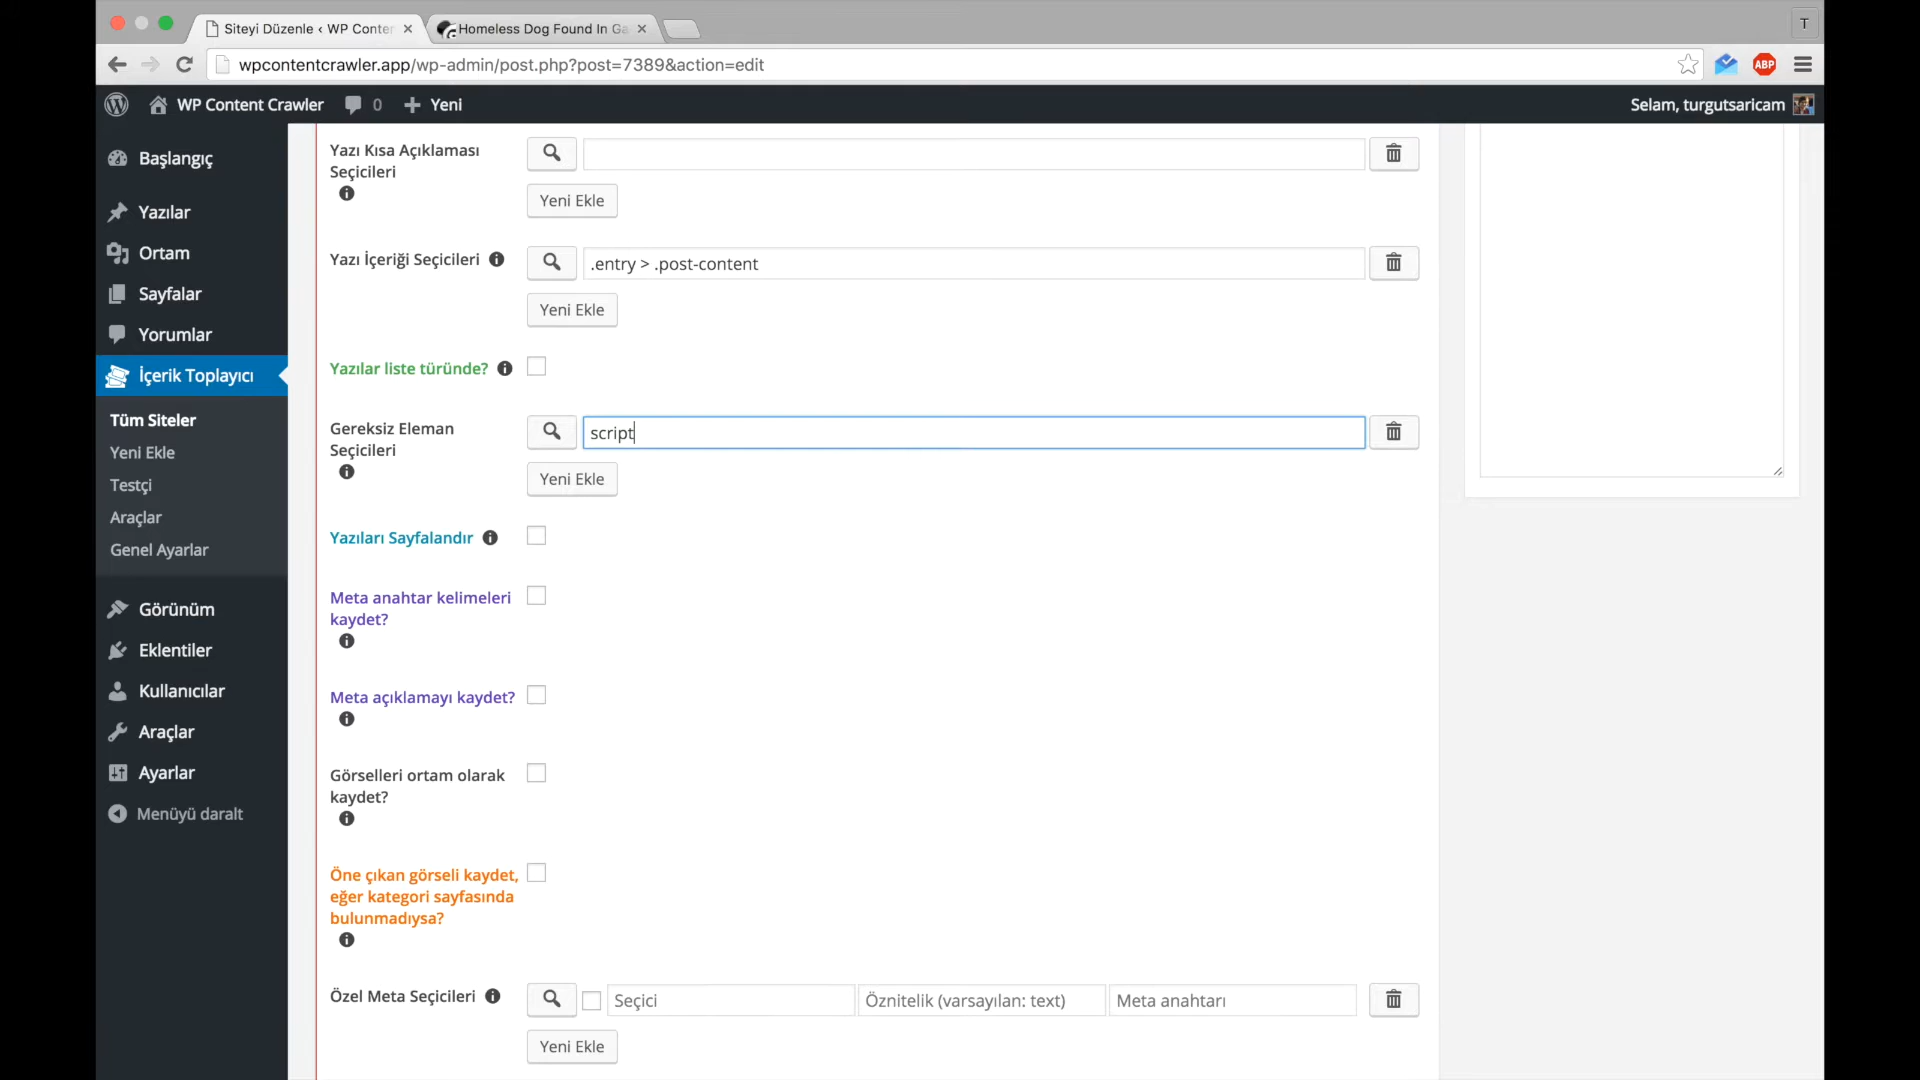 Siteyi Düzenle ‹ WP Conter
Homeless Dog Found In Ga
T
wpcontentcrawler.app/wp-admin/post.php?post=7389&action=edit
ABP
WP Content Crawler
0
Yeni
Selam, turgutsaricam
Başlangıç
Yazılar
Ortam
Sayfalar
Yorumlar
İçerik Toplayıcı
Tüm Siteler
Yeni Ekle
Testçi
Araçlar
Genel Ayarlar
Görünüm
Eklentiler
Kullanıcılar
Araçlar
Ayarlar
Menüyü daralt
Yazı Kısa Açıklaması
Seçicileri
Yeni Ekle
Yazı İçeriği Seçicileri
.entry > .post-content
Yeni Ekle
Yazılar liste türünde?
Gereksiz Eleman
Seçicileri
script
Yeni Ekle
Yazıları Sayfalandır
Meta anahtar kelimeleri
kaydet?
Meta açıklamayı kaydet?
Görselleri ortam olarak
kaydet?
Öne çıkan görseli kaydet,
eğer kategori sayfasında
bulunmadıysa?
Özel Meta Seçicileri
Seçici
Öznitelik (varsayılan: text)
Meta anahtarı
Yeni Ekle